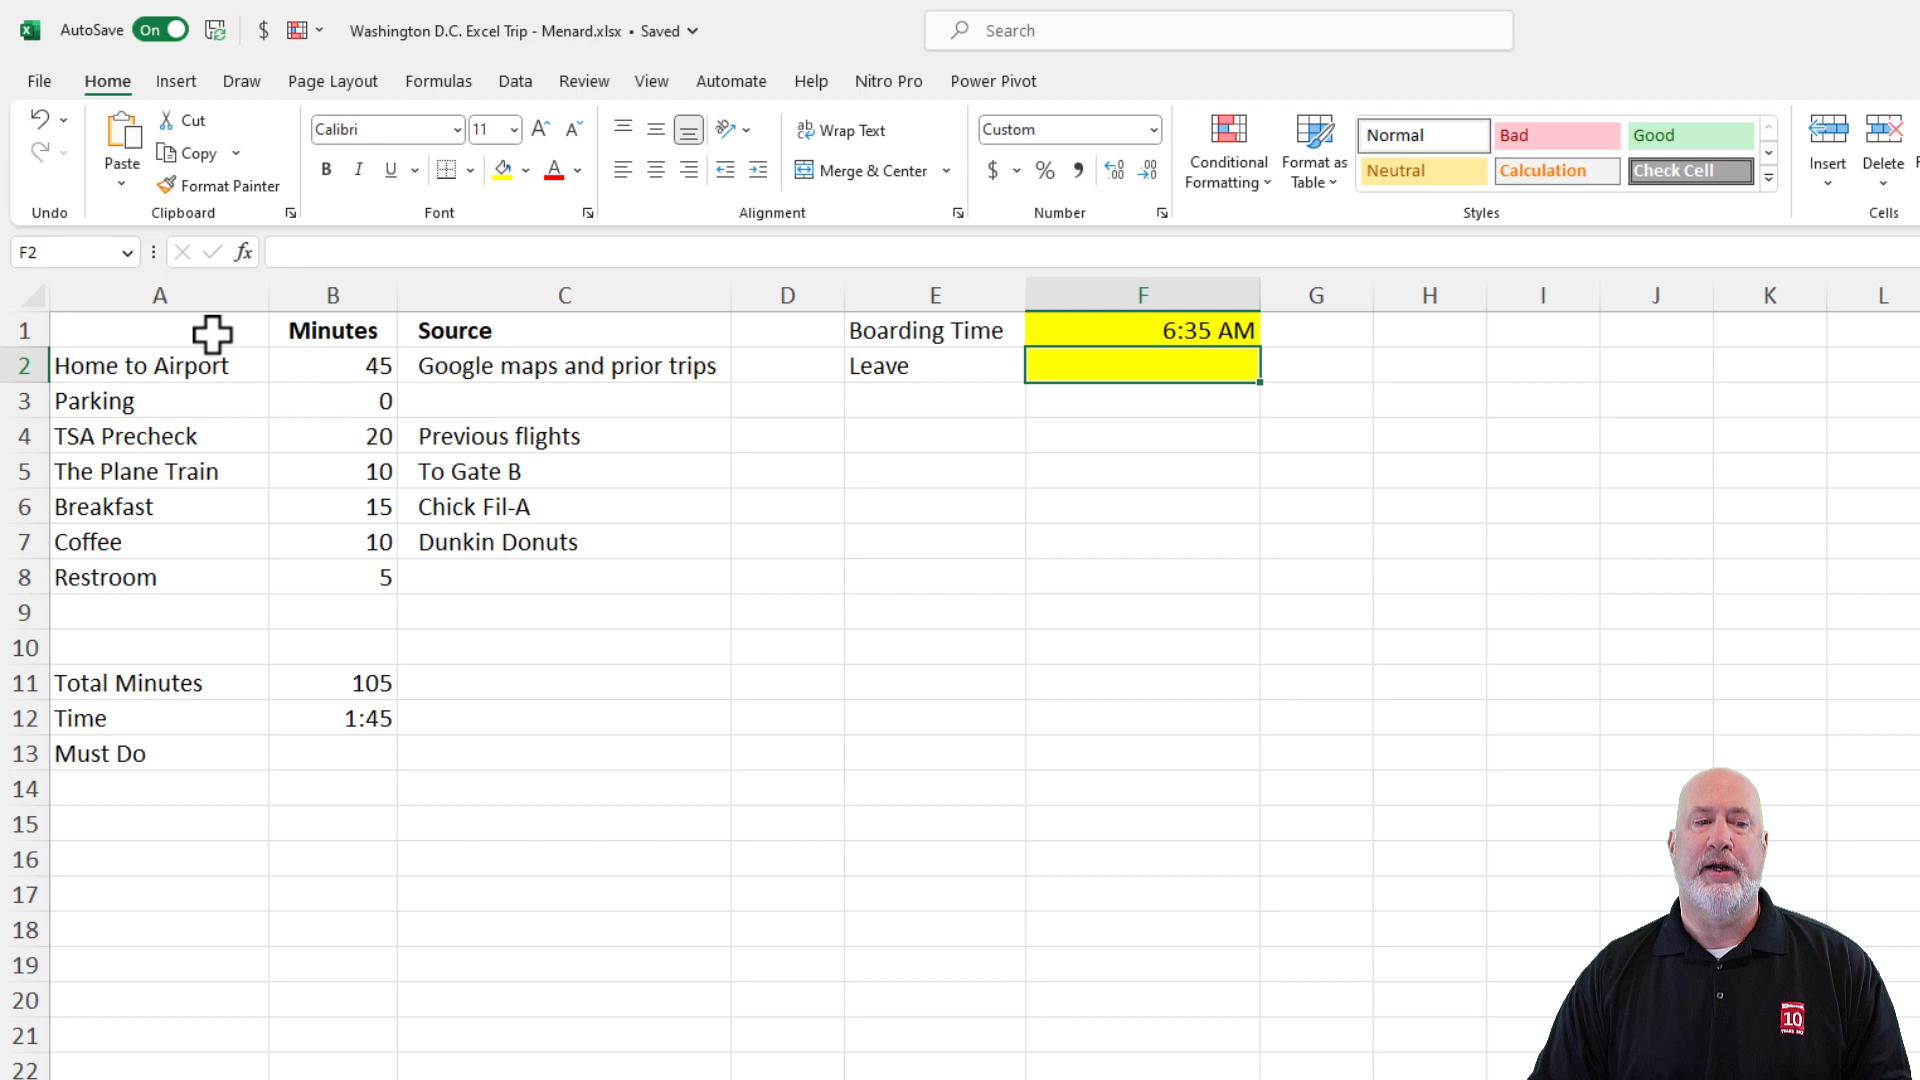 AutoSave On $ Washington D.C. Excel Trip - Menard.xlsx • Saved Search
File Home Insert Draw Page Layout Formulas Data Review View Automate Help Nitro Pro Power Pivot
Paste Cut Copy Format Painter
Calibri 11 B I U A A A
ab Wrap Text Merge & Center
Custom $ % 9
Conditional Formatting Format as Table
Normal Bad Good
Neutral Calculation Check Cell
Insert Delete
Undo Clipboard Font Alignment Number Styles Cells
F2 fx
A B C D E F G H I J K L
1 Minutes Source Boarding Time 6:35 AM
2 Home to Airport 45 Google maps and prior trips Leave
3 Parking 0
4 TSA Precheck 20 Previous flights
5 The Plane Train 10 To Gate B
6 Breakfast 15 Chick Fil-A
7 Coffee 10 Dunkin Donuts
8 Restroom 5
9
10
11 Total Minutes 105
12 Time 1:45
13 Must Do
14
15
16
17
18
19
20
21
22
10